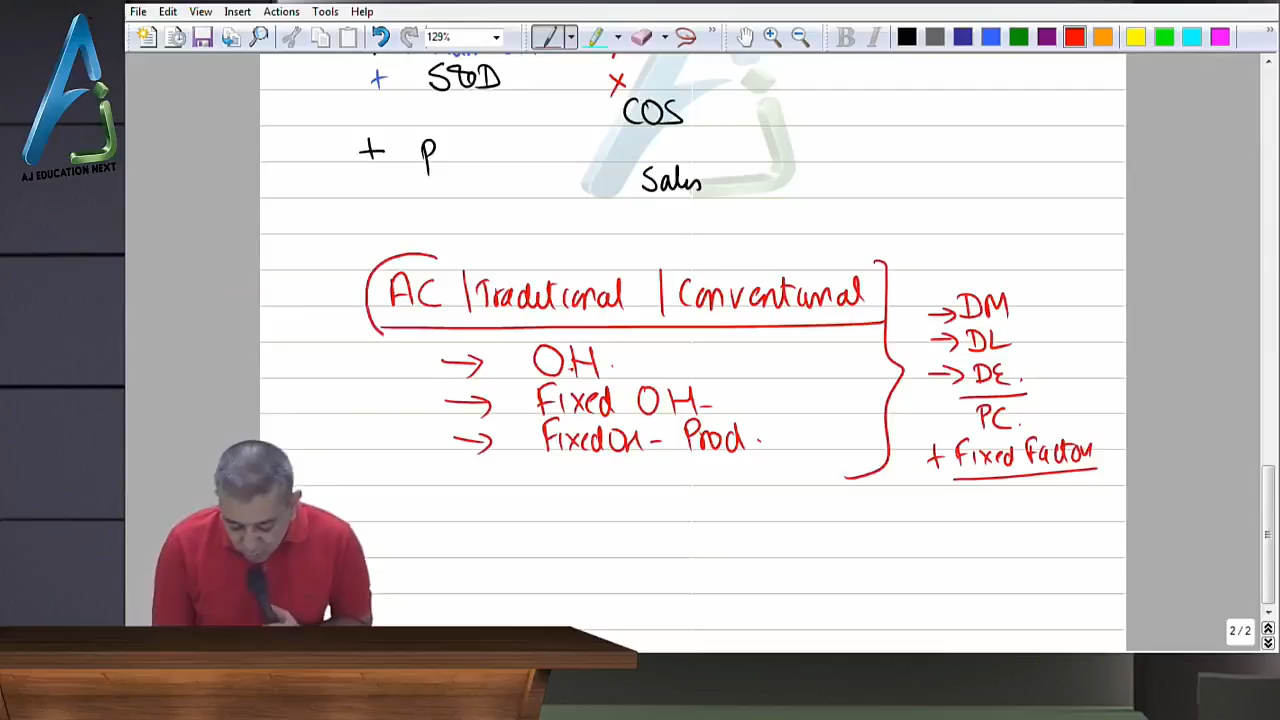 File Edit View Insert Actions Tools Help
129%
B I
+ S&D
x
COS
+ P
Sales
AJ EDUCATION NEXT
AC | Traditional | Conventional
→ OH.
→ Fixed OH-
→ Fixed OH - Prod.
→ DM
→ DL
→ DE.
PC.
+ Fixed Factory
2/2